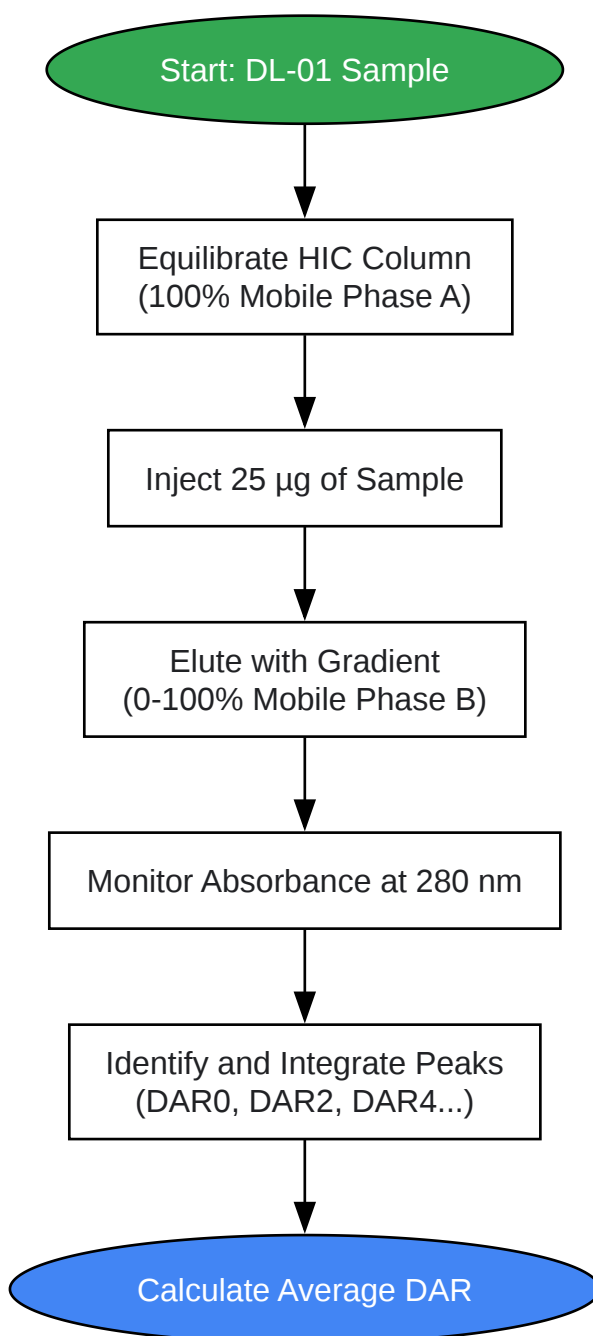 Start: DL-01 Sample
Equilibrate HIC Column
(100% Mobile Phase A)
Inject 25 µg of Sample
Elute with Gradient
(0-100% Mobile Phase B)
Monitor Absorbance at 280 nm
Identify and Integrate Peaks
(DAR0, DAR2, DAR4...)
Calculate Average DAR